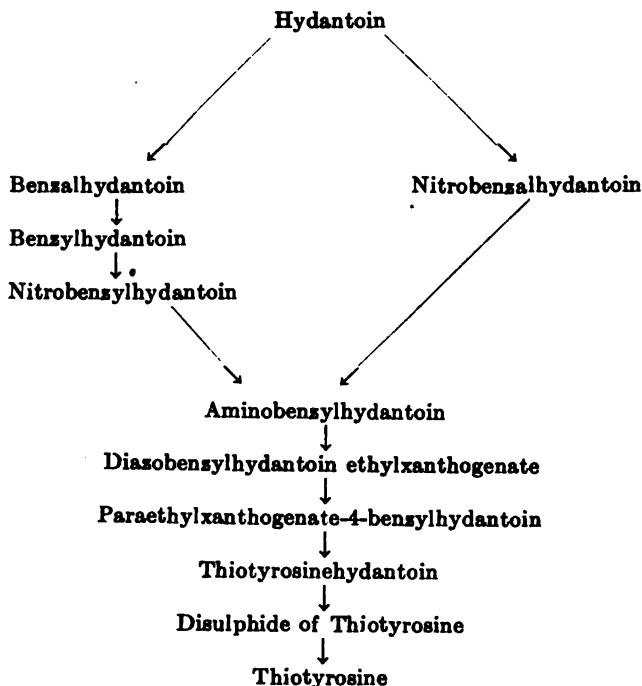 Hydantoin
Benzalhydantoin Nitrobenzalhydantoin
Benzylhydantoin
Nitrobenzylhydantoin
Aminobenzylhydantoin
Diazobenzylhydantoin ethylxanthogenate
Paraethylxanthogenate-4-benzylhydantoin
Thiotyrosinehydantoin
Disulphide of Thiotyrosine
Thiotyrosine